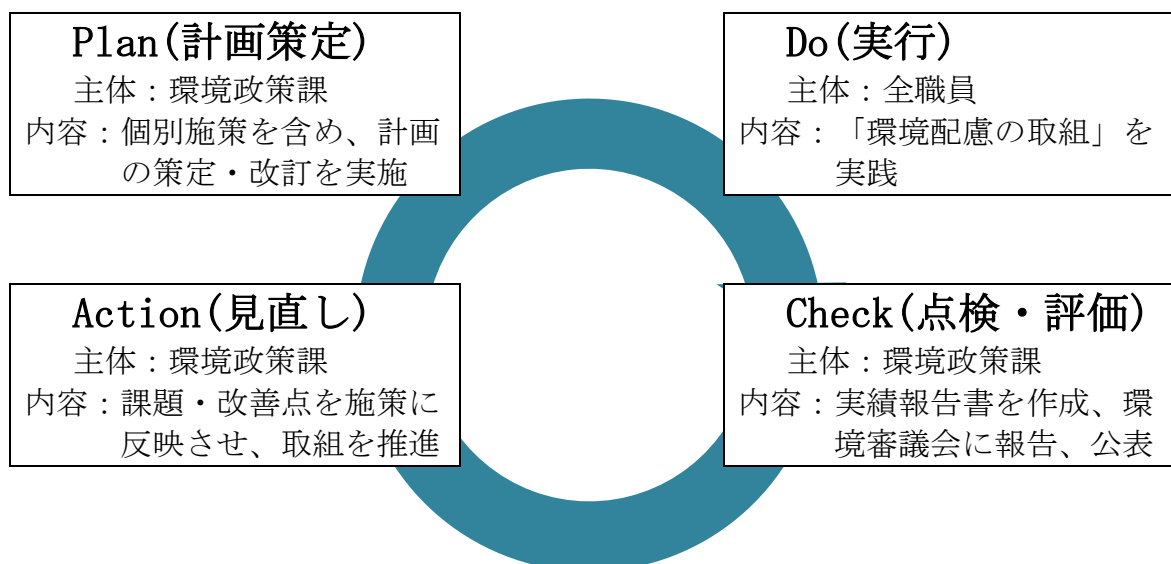 Plan(計画策定)
主体：環境政策課
内容：個別施策を含め、計画
の策定・改訂を実施
Do(実行)
主体：全職員
内容：「環境配慮の取組」を
実践
Action(見直し)
主体：環境政策課
内容：課題・改善点を施策に
反映させ、取組を推進
Check(点検・評価)
主体：環境政策課
内容：実績報告書を作成、環
境審議会に報告、公表